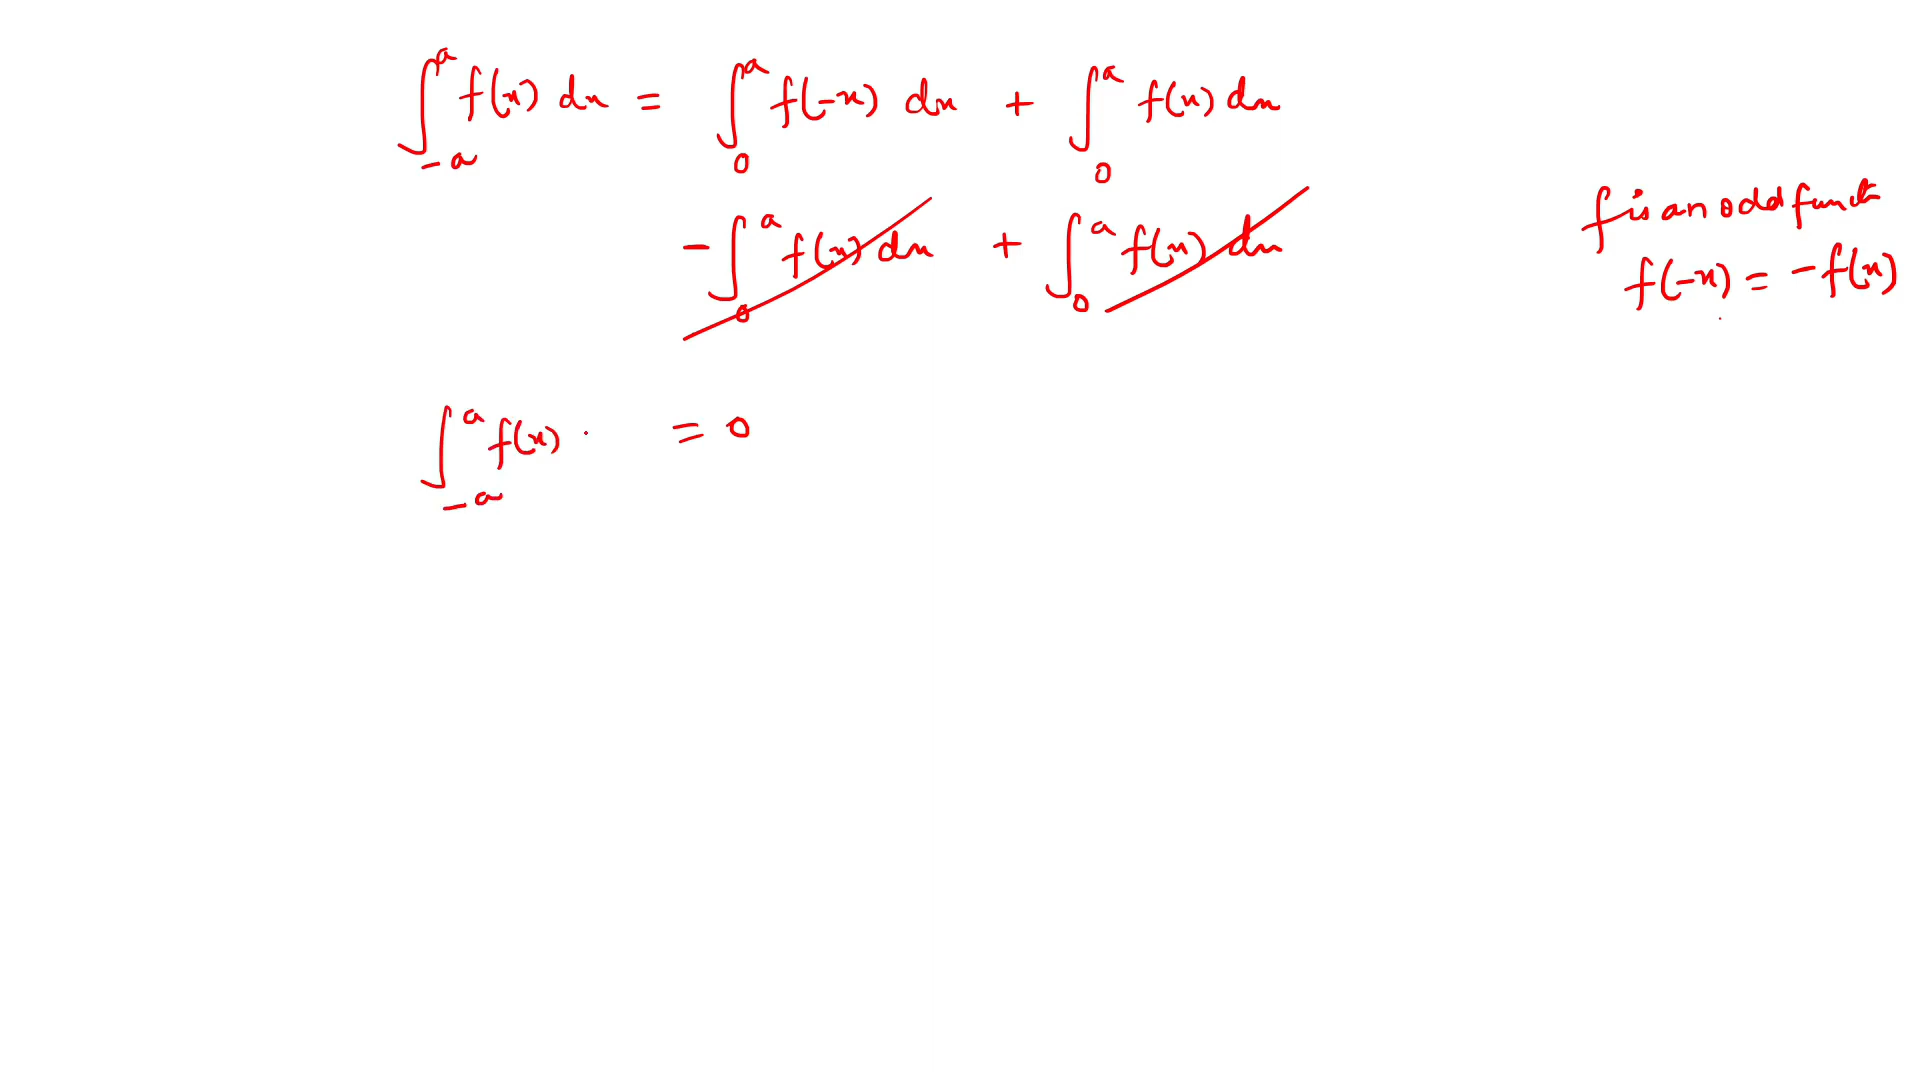 ∫_{-a}^{a} f(x) dx = ∫_{0}^{a} f(-x) dx + ∫_{0}^{a} f(x) dx
- ∫_{0}^{a} f(x) dx + ∫_{0}^{a} f(x) dx
f is an odd funct
f(-x) = -f(x)
∫_{-a}^{a} f(x) = 0